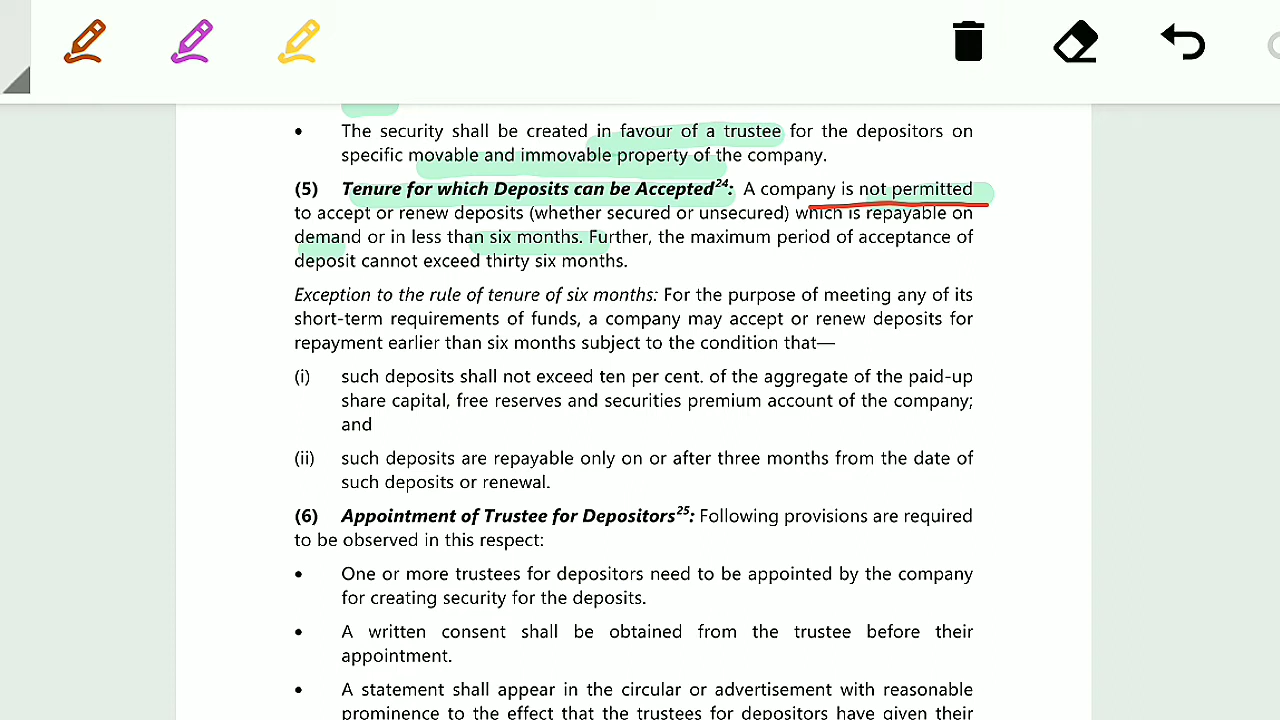 • The security shall be created in favour of a trustee for the depositors on
specific movable and immovable property of the company.
(5) Tenure for which Deposits can be Accepted24: A company is not permitted
to accept or renew deposits (whether secured or unsecured) which is repayable on
demand or in less than six months. Further, the maximum period of acceptance of
deposit cannot exceed thirty six months.
Exception to the rule of tenure of six months: For the purpose of meeting any of its
short-term requirements of funds, a company may accept or renew deposits for
repayment earlier than six months subject to the condition that—
(i) such deposits shall not exceed ten per cent. of the aggregate of the paid-up
share capital, free reserves and securities premium account of the company;
and
(ii) such deposits are repayable only on or after three months from the date of
such deposits or renewal.
(6) Appointment of Trustee for Depositors25: Following provisions are required
to be observed in this respect:
• One or more trustees for depositors need to be appointed by the company
for creating security for the deposits.
• A written consent shall be obtained from the trustee before their
appointment.
• A statement shall appear in the circular or advertisement with reasonable
prominence to the effect that the trustees for depositors have given their